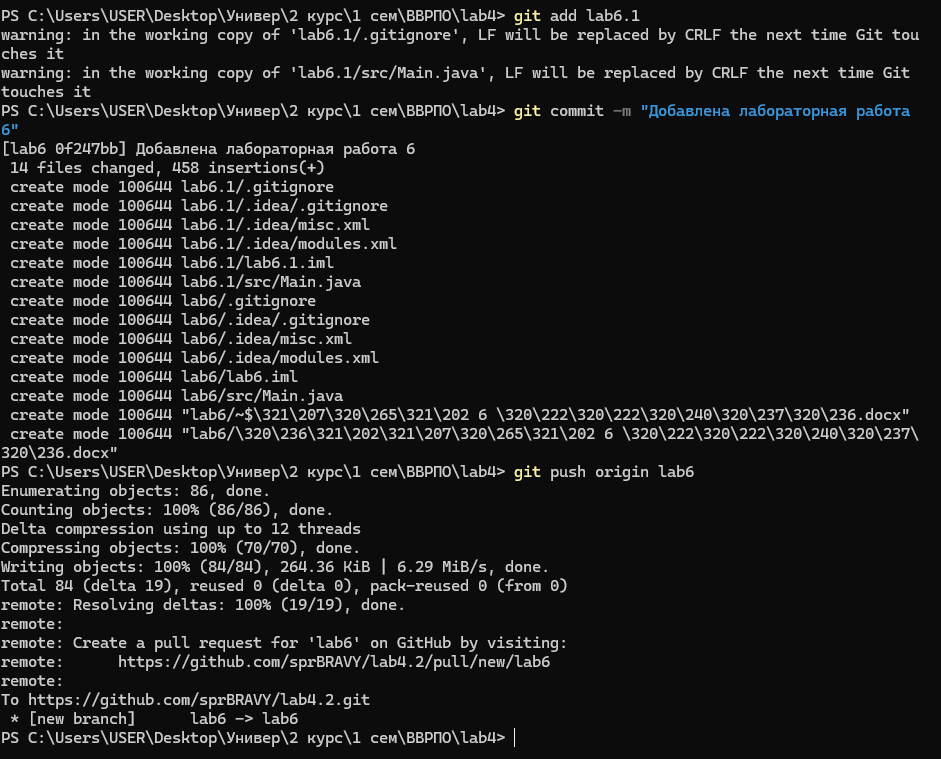 PS C:\Users\USER\Desktop\Универ\2 курс\1 сем\ВВРПО\lab4> git add lab6.1
warning: in the working copy of 'lab6.1/.gitignore', LF will be replaced by CRLF the next time Git tou
ches it
warning: in the working copy of 'lab6.1/src/Main.java', LF will be replaced by CRLF the next time Git
touches it
PS C:\Users\USER\Desktop\Универ\2 курс\1 сем\ВВРПО\lab4> git commit -m "Добавлена лабораторная работа
6"
[lab6 0f247bb] Добавлена лабораторная работа 6
 14 files changed, 458 insertions(+)
 create mode 100644 lab6.1/.gitignore
 create mode 100644 lab6.1/.idea/.gitignore
 create mode 100644 lab6.1/.idea/misc.xml
 create mode 100644 lab6.1/.idea/modules.xml
 create mode 100644 lab6.1/lab6.1.iml
 create mode 100644 lab6.1/src/Main.java
 create mode 100644 lab6/.gitignore
 create mode 100644 lab6/.idea/.gitignore
 create mode 100644 lab6/.idea/misc.xml
 create mode 100644 lab6/.idea/modules.xml
 create mode 100644 lab6/lab6.iml
 create mode 100644 lab6/src/Main.java
 create mode 100644 "lab6/~$\321\207\320\265\321\202 6 \320\222\320\222\320\240\320\237\320\236.docx"
 create mode 100644 "lab6/\320\236\321\202\321\207\320\265\321\202 6 \320\222\320\222\320\240\320\237\
320\236.docx"
PS C:\Users\USER\Desktop\Универ\2 курс\1 сем\ВВРПО\lab4> git push origin lab6
Enumerating objects: 86, done.
Counting objects: 100% (86/86), done.
Delta compression using up to 12 threads
Compressing objects: 100% (70/70), done.
Writing objects: 100% (84/84), 264.36 KiB | 6.29 MiB/s, done.
Total 84 (delta 19), reused 0 (delta 0), pack-reused 0 (from 0)
remote: Resolving deltas: 100% (19/19), done.
remote:
remote: Create a pull request for 'lab6' on GitHub by visiting:
remote:      https://github.com/sprBRAVY/lab4.2/pull/new/lab6
remote:
To https://github.com/sprBRAVY/lab4.2.git
 * [new branch]      lab6 -> lab6
PS C:\Users\USER\Desktop\Универ\2 курс\1 сем\ВВРПО\lab4>